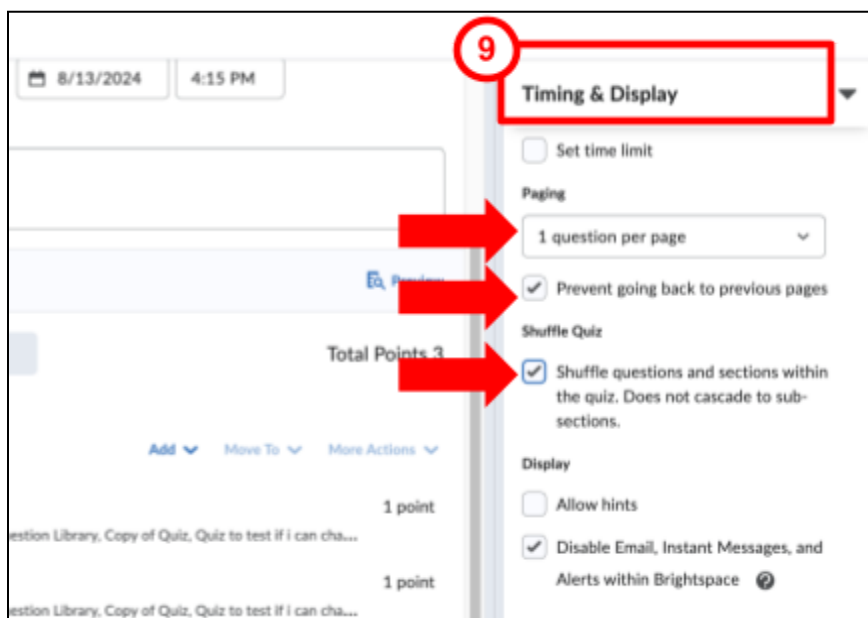 9
8/13/2024 4:15 PM
Timing & Display
Set time limit
Paging
1 question per page
Preview
Prevent going back to previous pages
Shuffle Quiz
Total Points 3
Shuffle questions and sections within
the quiz. Does not cascade to sub-
sections.
Add Move To More Actions
Display
1 point
Allow hints
estion Library, Copy of Quiz, Quiz to test if i can cha...
Disable Email, Instant Messages, and
Alerts within Brightspace
1 point
estion Library, Copy of Quiz, Quiz to test if i can cha...